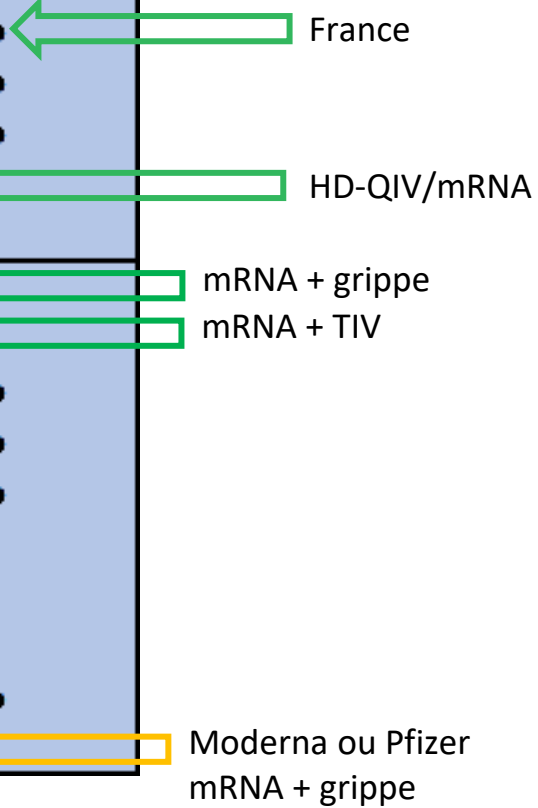 France
HD-QIV/mRNA
mRNA + grippe
mRNA + TIV
Moderna ou Pfizer
mRNA + grippe